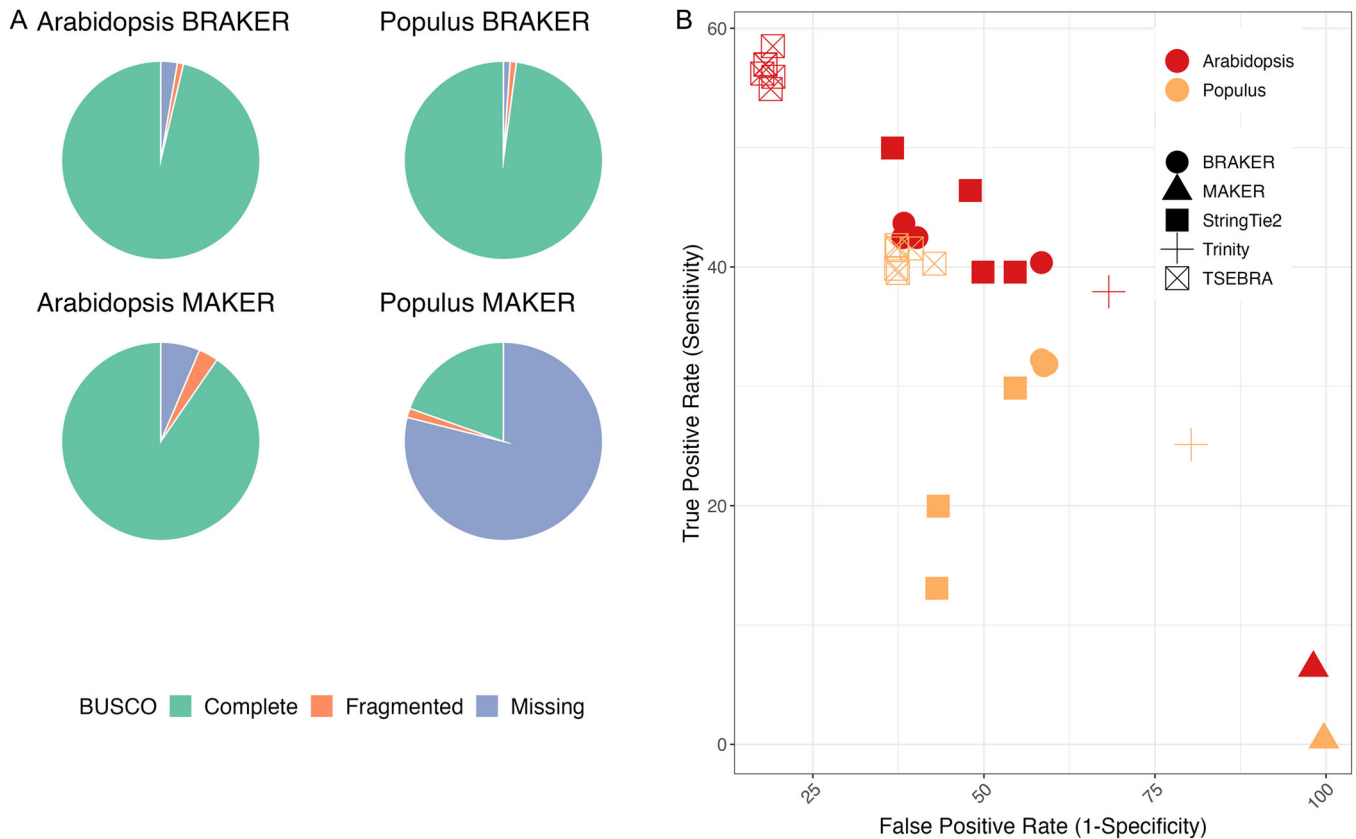 A
Arabidopsis BRAKER
Populus BRAKER
Arabidopsis MAKER
Populus MAKER
BUSCO Complete Fragmented Missing
B
True Positive Rate (Sensitivity)
60
40
20
0
25
50
75
100
False Positive Rate (1-Specificity)
Arabidopsis
Populus
BRAKER
MAKER
StringTie2
Trinity
TSEBRA